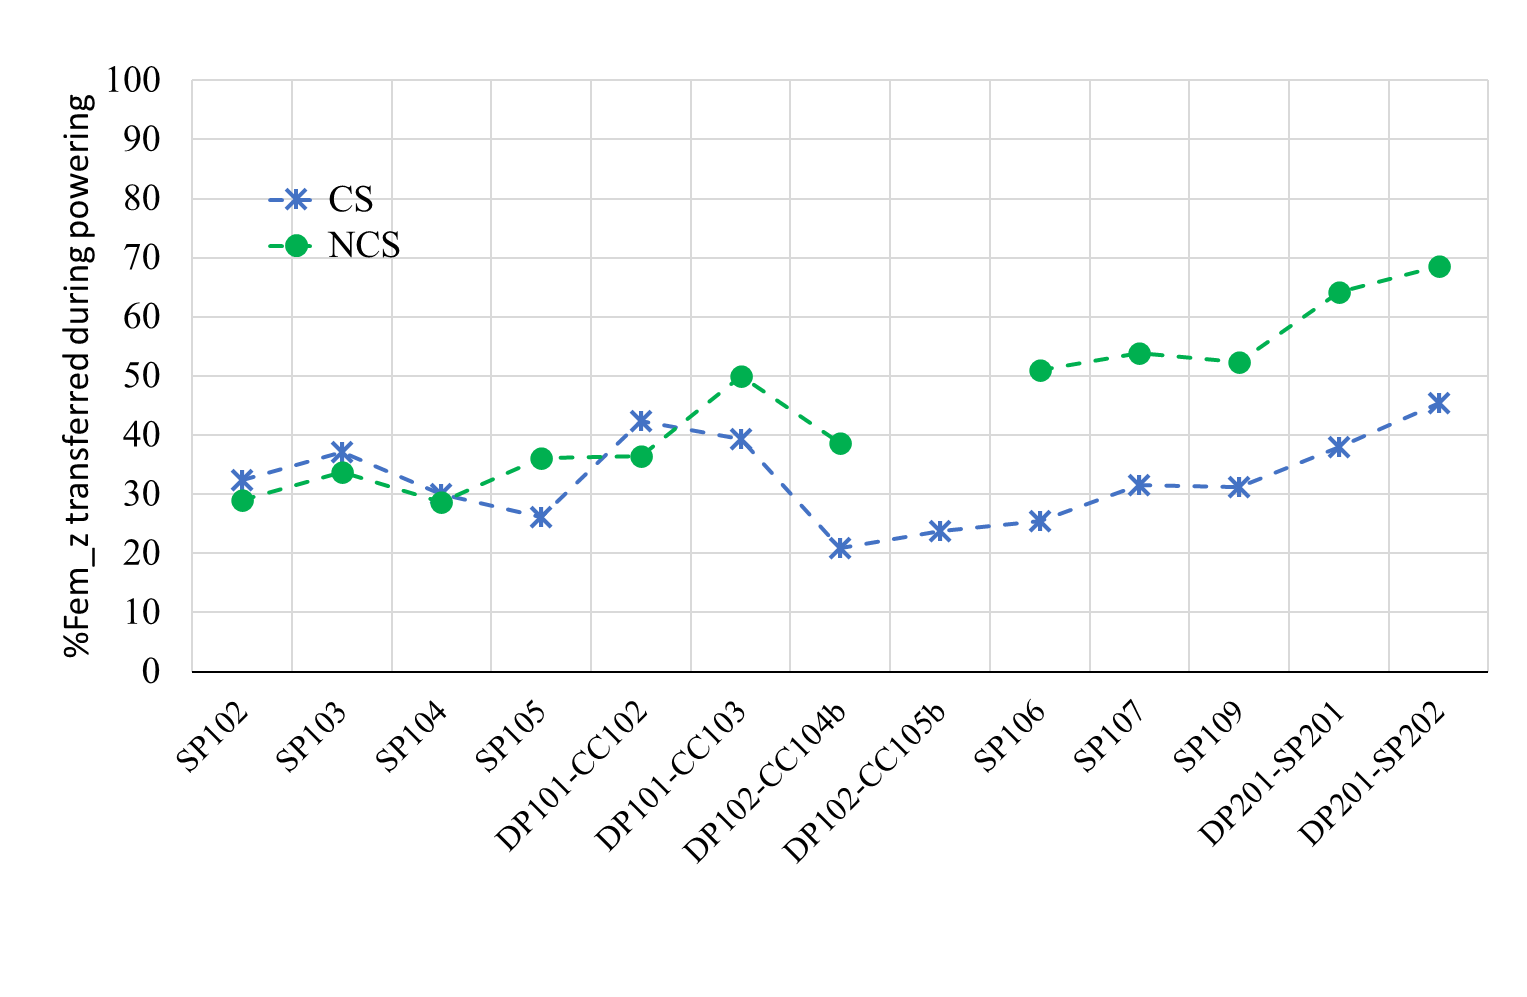 %Fem_z transferred during powering
100
90
80
70
60
50
40
30
20
10
0
CS
NCS
SP102
SP103
SP104
SP105
DP101-CC102
DP101-CC103
DP102-CC104b
DP102-CC105b
SP106
SP107
SP109
DP201-SP201
DP201-SP202